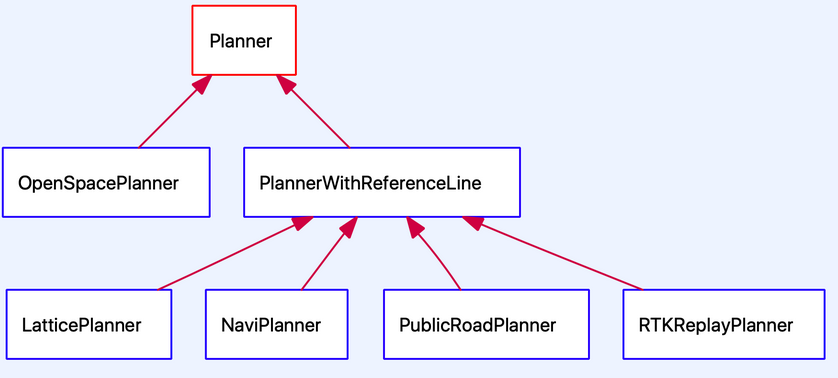 Planner
OpenSpacePlanner
PlannerWithReferenceLine
LatticePlanner
NaviPlanner
PublicRoadPlanner
RTKReplayPlanner